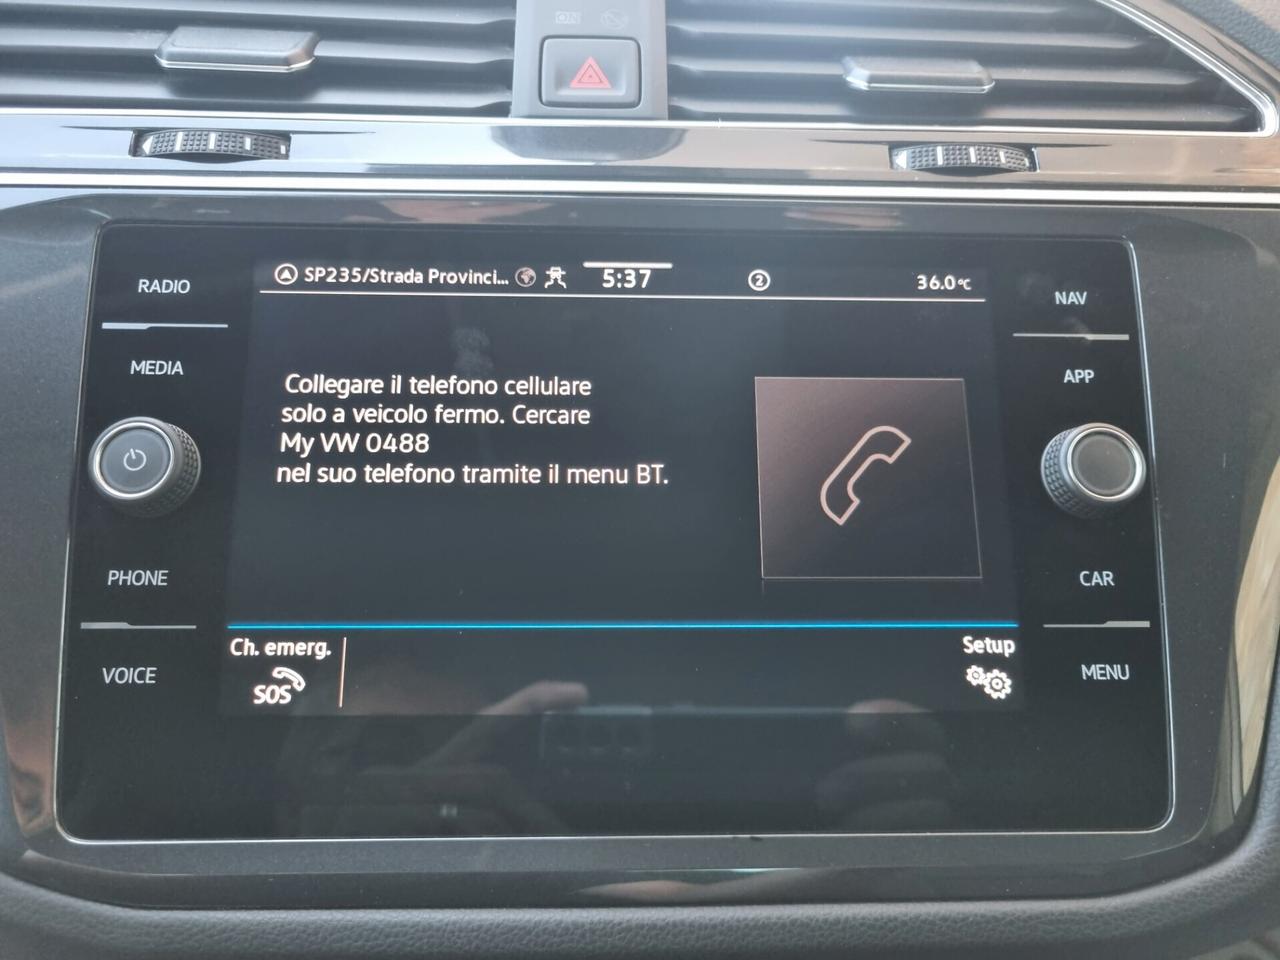 RADIO
MEDIA
PHONE
VOICE
SP235/Strada Provinci... 5:37 2 36.0°C
Collegare il telefono cellulare
solo a veicolo fermo. Cercare
My VW 0488
nel suo telefono tramite il menu BT.
Ch. emerg.
SOS
Setup
NAV
APP
CAR
MENU